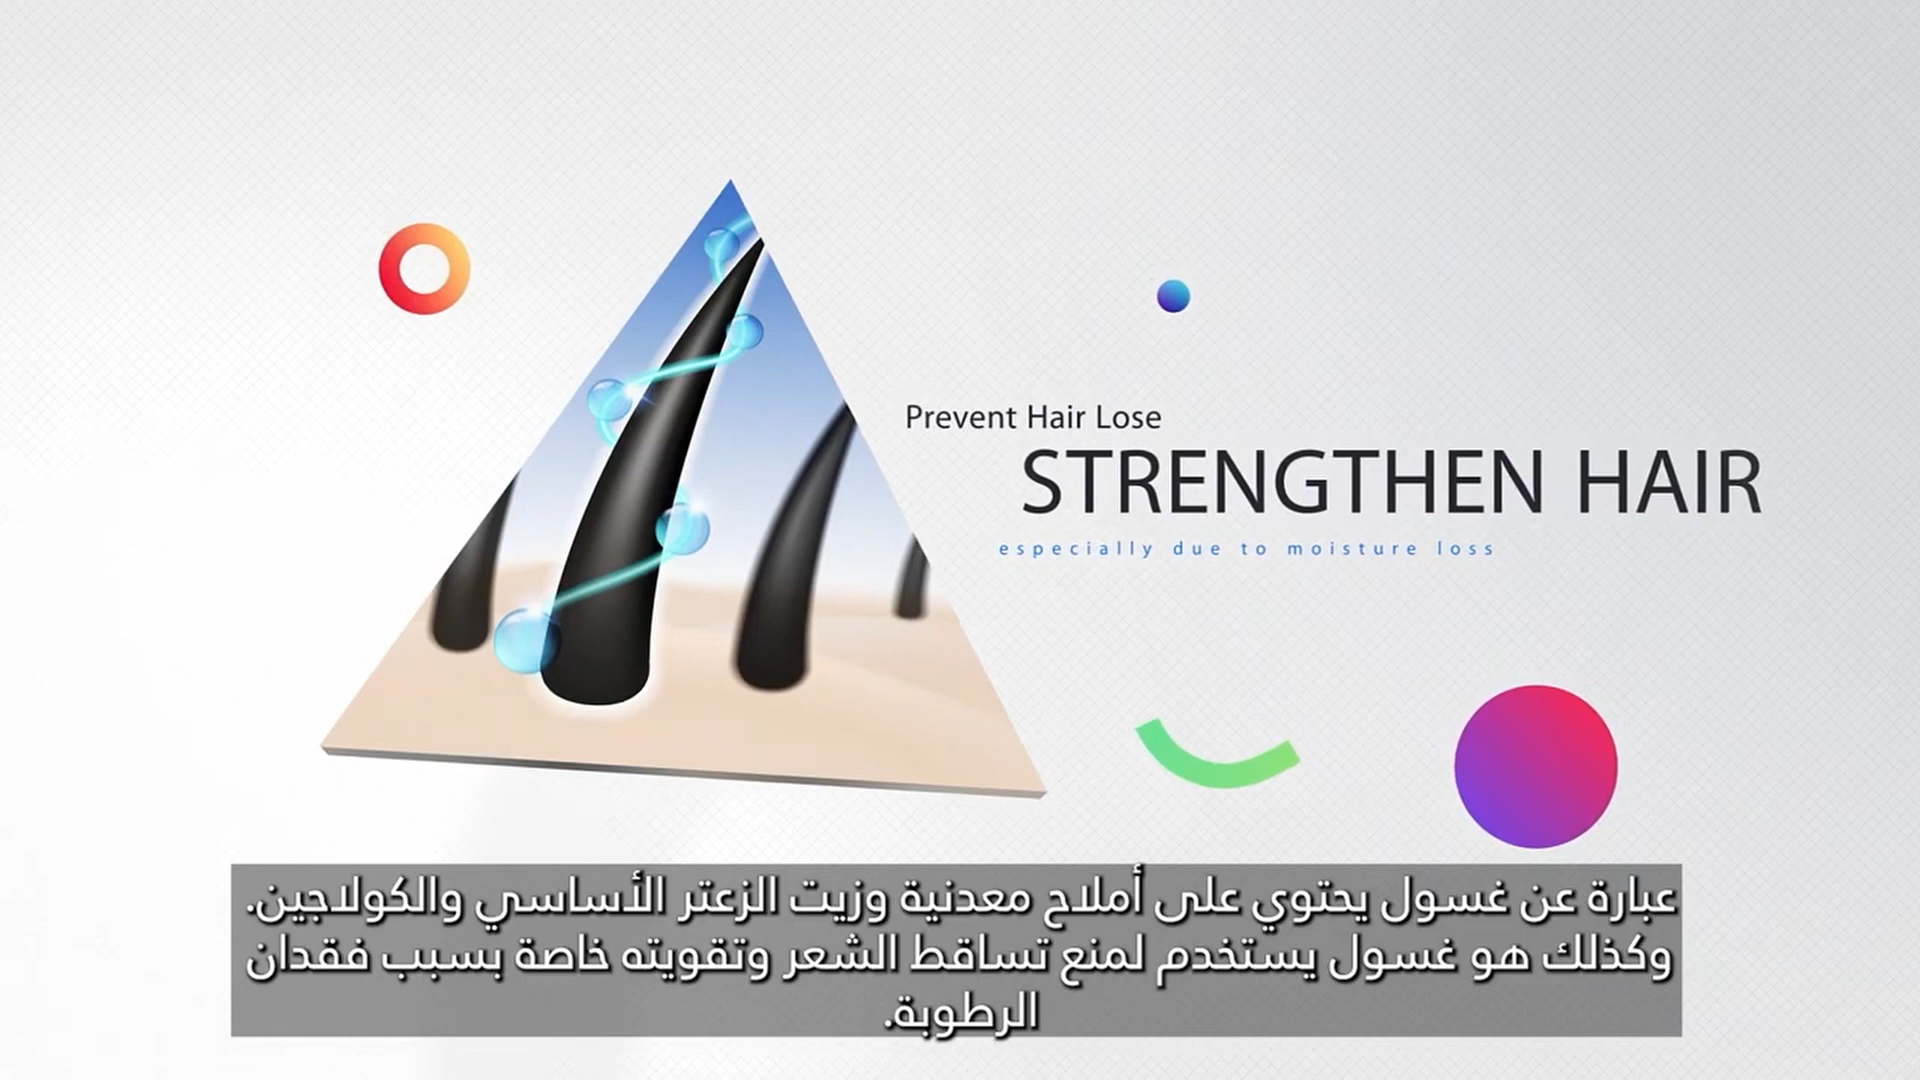 Prevent Hair Lose
STRENGTHEN HAIR
especially due to moisture loss
عبارة عن غسول يحتوي على أملاح معدنية وزيت الزعتر الأساسي والكولاجين.
وكذلك هو غسول يستخدم لمنع تساقط الشعر وتقويته خاصة بسبب فقدان
الرطوبة.